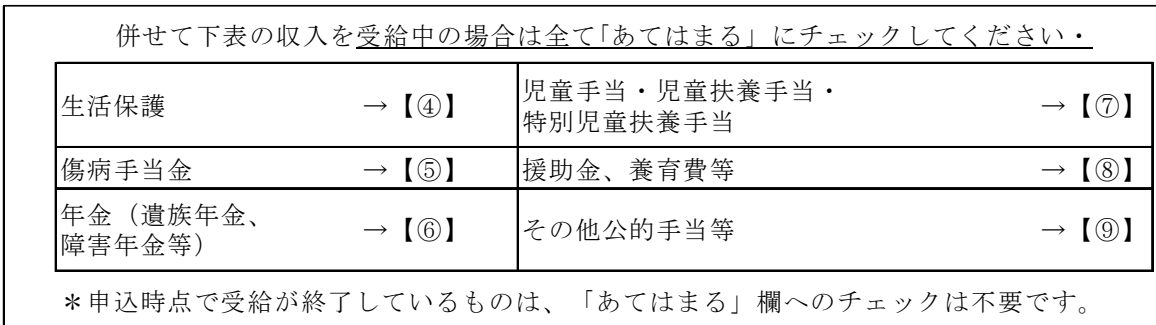 併せて下表の収入を受給中の場合は全て「あてはまる」にチェックしてください・
生活保護 →【④】
児童手当・児童扶養手当・
特別児童扶養手当 →【⑦】
傷病手当金 →【⑤】
援助金、養育費等 →【⑧】
年金（遺族年金、
障害年金等） →【⑥】
その他公的手当等 →【⑨】
＊申込時点で受給が終了しているものは、「あてはまる」欄へのチェックは不要です。